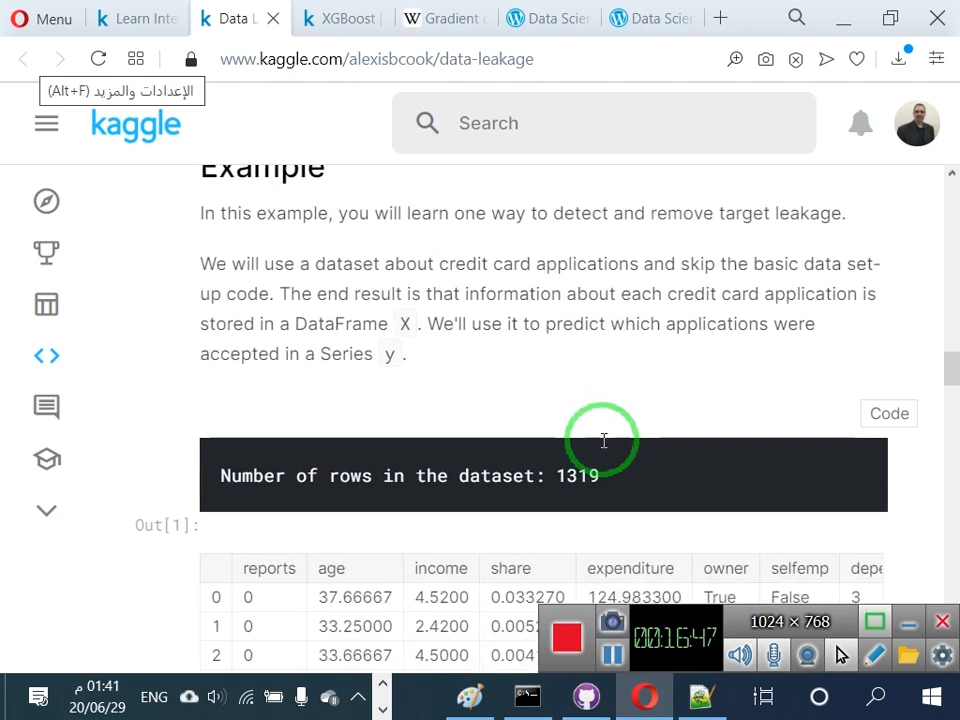 Menu
Learn Inte
Data L
XGBoost
Gradient
Data Scien
Data Scien
www.kaggle.com/alexisbcook/data-leakage
الإعدادات والمزيد (Alt+F)
kaggle
Search
Example
In this example, you will learn one way to detect and remove target leakage.
We will use a dataset about credit card applications and skip the basic data set-
up code. The end result is that information about each credit card application is
stored in a DataFrame X . We'll use it to predict which applications were
accepted in a Series y .
Code
Number of rows in the dataset: 1319
Out[1]:
reports age income share expenditure owner selfemp depe
0 0 37.66667 4.5200 0.033270 124.983300 True False 3
1 0 33.25000 2.4200 0.005
2 0 33.66667 4.5000 0.004
00:16:47
1024 × 768
01:41 م
20/06/29
ENG